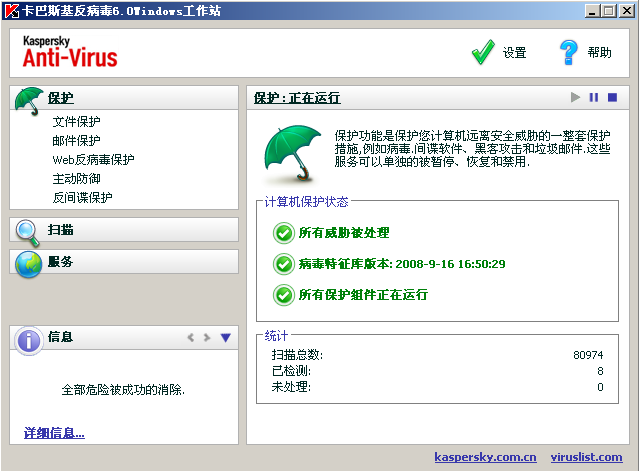 卡巴斯基反病毒6.0Windows工作站
Kaspersky
Anti-Virus
设置
帮助
保护
文件保护
邮件保护
Web反病毒保护
主动防御
反间谍保护
扫描
服务
信息
全部危险被成功的消除.
详细信息...
保护:正在运行
保护功能是保护您计算机远离安全威胁的一整套保护
措施,例如病毒.间谍软件、黑客攻击和垃圾邮件.这些
服务可以单独的被暂停、恢复和禁用.
计算机保护状态
所有威胁被处理
病毒特征库版本: 2008-9-16 16:50:29
所有保护组件正在运行
统计
扫描总数: 80974
已检测: 8
未处理: 0
kaspersky.com.cn viruslist.com